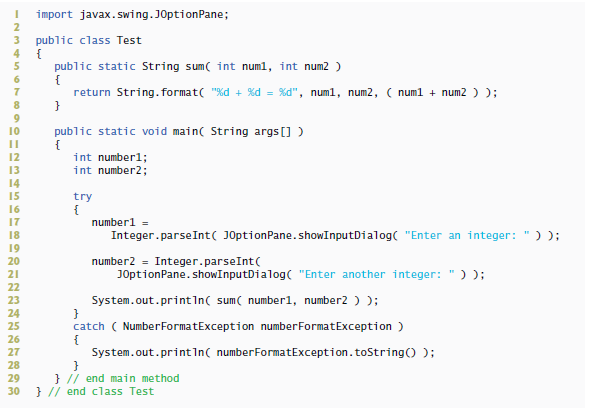 1 import javax.swing.JOptionPane;
2
3 public class Test
4 {
5 public static String sum( int num1, int num2 )
6 {
7 return String.format( "%d + %d = %d", num1, num2, ( num1 + num2 ) );
8 }
9
10 public static void main( String args[] )
11 {
12 int number1;
13 int number2;
14
15 try
16 {
17 number1 =
18 Integer.parseInt( JOptionPane.showInputDialog( "Enter an integer: " ) );
19
20 number2 = Integer.parseInt(
21 JOptionPane.showInputDialog( "Enter another integer: " ) );
22
23 System.out.println( sum( number1, number2 ) );
24 }
25 catch ( NumberFormatException numberFormatException )
26 {
27 System.out.println( numberFormatException.toString() );
28 }
29 } // end main method
30 } // end class Test